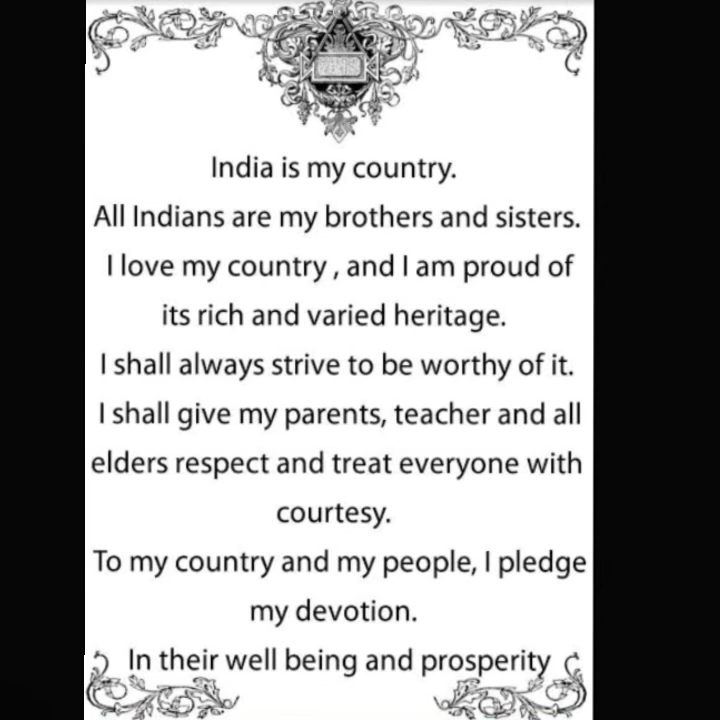 India is my country.
All Indians are my brothers and sisters.
I love my country , and I am proud of
its rich and varied heritage.
I shall always strive to be worthy of it.
I shall give my parents, teacher and all
elders respect and treat everyone with
courtesy.
To my country and my people, I pledge
my devotion.
In their well being and prosperity